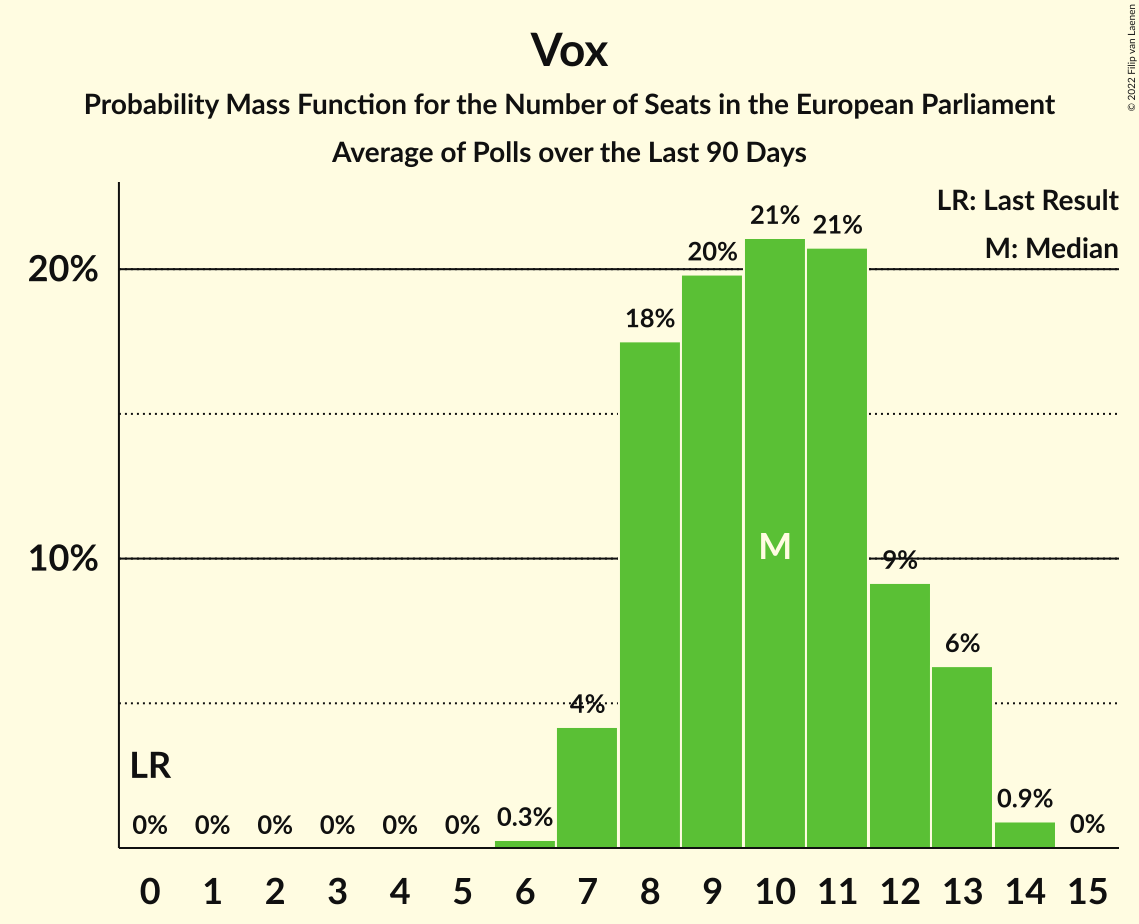 Vox
Probability Mass Function for the Number of Seats in the European Parliament
Average of Polls over the Last 90 Days
© 2022 Filip van Laenen
LR: Last Result
M: Median
20%
10%
LR
M
0% 0% 0% 0% 0% 0% 0.3% 4% 18% 20% 21% 21% 9% 6% 0.9% 0%
0 1 2 3 4 5 6 7 8 9 10 11 12 13 14 15